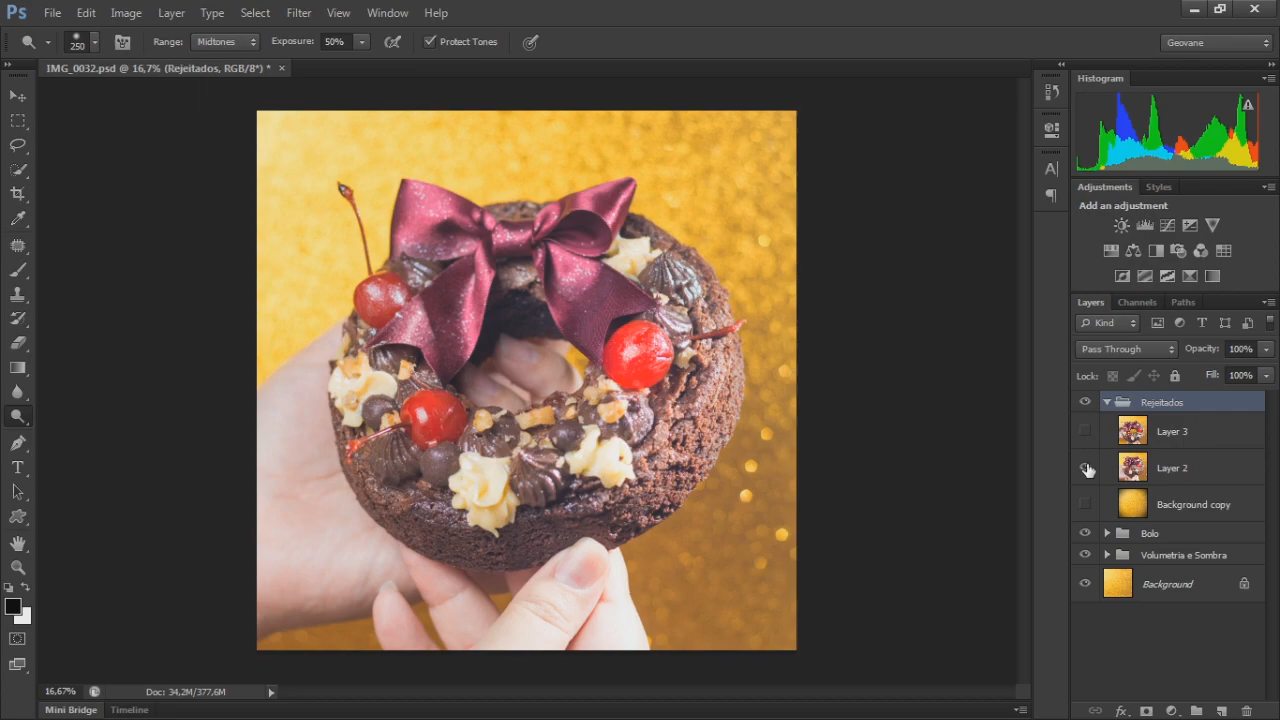 Ps File Edit Image Layer Type Select Filter View Window Help
250 Range: Midtones Exposure: 50% Protect Tones Geovane
IMG_0032.psd @ 16,7% (Rejeitados, RGB/8*) * ×
Histogram
Adjustments Styles
Add an adjustment
Layers Channels Paths
Kind
Pass Through Opacity: 100%
Lock: Fill: 100%
Rejeitados
Layer 3
Layer 2
Background copy
Bolo
Volumetria e Sombra
Background
16,67% Doc: 34,2M/377,6M
Mini Bridge Timeline